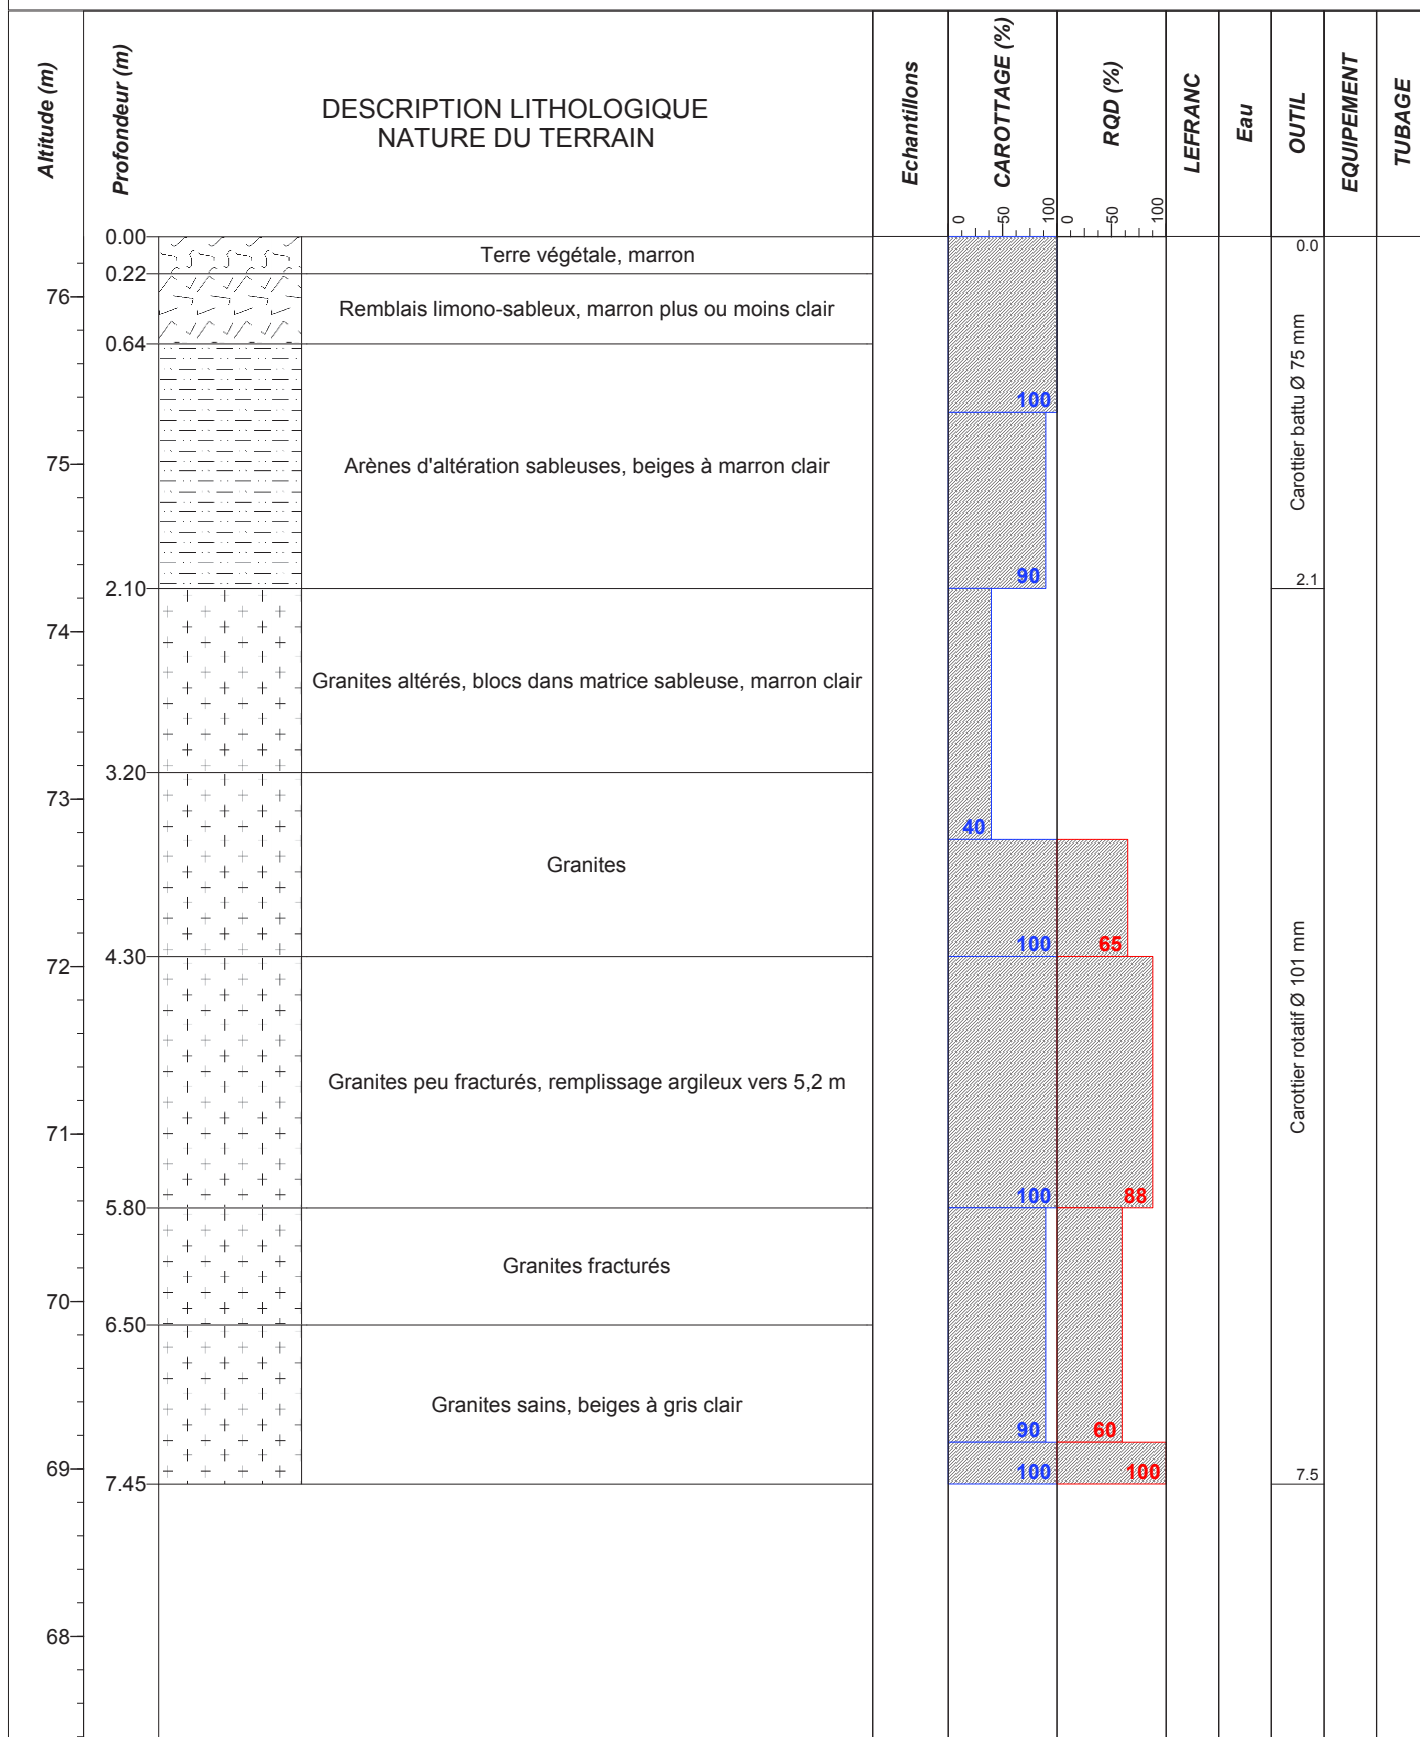 Altitude (m)
Profondeur (m)
DESCRIPTION LITHOLOGIQUE
NATURE DU TERRAIN
Echantillons
CAROTTAGE (%)
RQD (%)
LEFRANC
Eau
OUTIL
EQUIPEMENT
TUBAGE
0 50 100
0 50 100
0.00
Terre végétale, marron
0.0
0.22
76
Remblais limono-sableux, marron plus ou moins clair
0.64
100
Carottier battu Ø 75 mm
75
Arènes d'altération sableuses, beiges à marron clair
90
2.10
2.1
74
Granites altérés, blocs dans matrice sableuse, marron clair
3.20
73
40
Granites
100
65
4.30
72
Carottier rotatif Ø 101 mm
Granites peu fracturés, remplissage argileux vers 5,2 m
71
100
88
5.80
Granites fracturés
70
6.50
Granites sains, beiges à gris clair
90
60
69
100
100
7.45
7.5
68